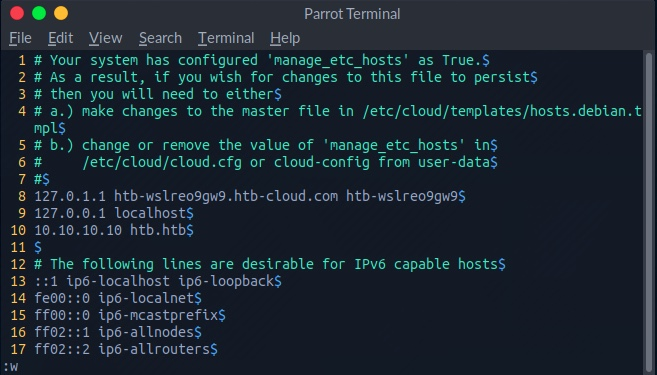 Parrot Terminal
File Edit View Search Terminal Help
1 # Your system has configured 'manage_etc_hosts' as True.$
2 # As a result, if you wish for changes to this file to persist$
3 # then you will need to either$
4 # a.) make changes to the master file in /etc/cloud/templates/hosts.debian.t
mpl$
5 # b.) change or remove the value of 'manage_etc_hosts' in$
6 #     /etc/cloud/cloud.cfg or cloud-config from user-data$
7 #$
8 127.0.1.1 htb-wslreo9gw9.htb-cloud.com htb-wslreo9gw9$
9 127.0.0.1 localhost$
10 10.10.10.10 htb.htb$
11 $
12 # The following lines are desirable for IPv6 capable hosts$
13 ::1 ip6-localhost ip6-loopback$
14 fe00::0 ip6-localnet$
15 ff00::0 ip6-mcastprefix$
16 ff02::1 ip6-allnodes$
17 ff02::2 ip6-allrouters$
:w